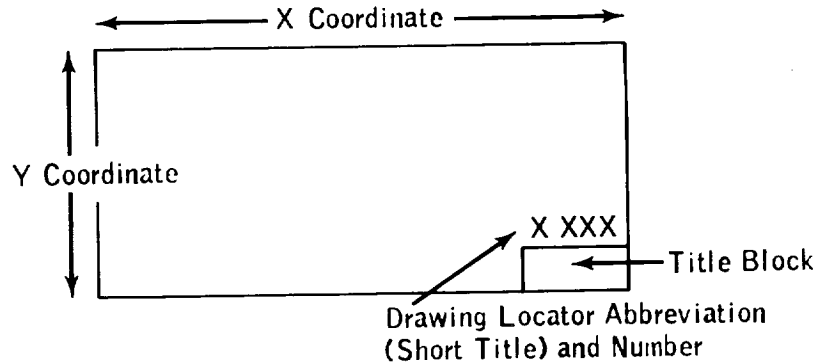 X Coordinate
Y Coordinate
X XXX
Title Block
Drawing Locator Abbreviation
(Short Title) and Number